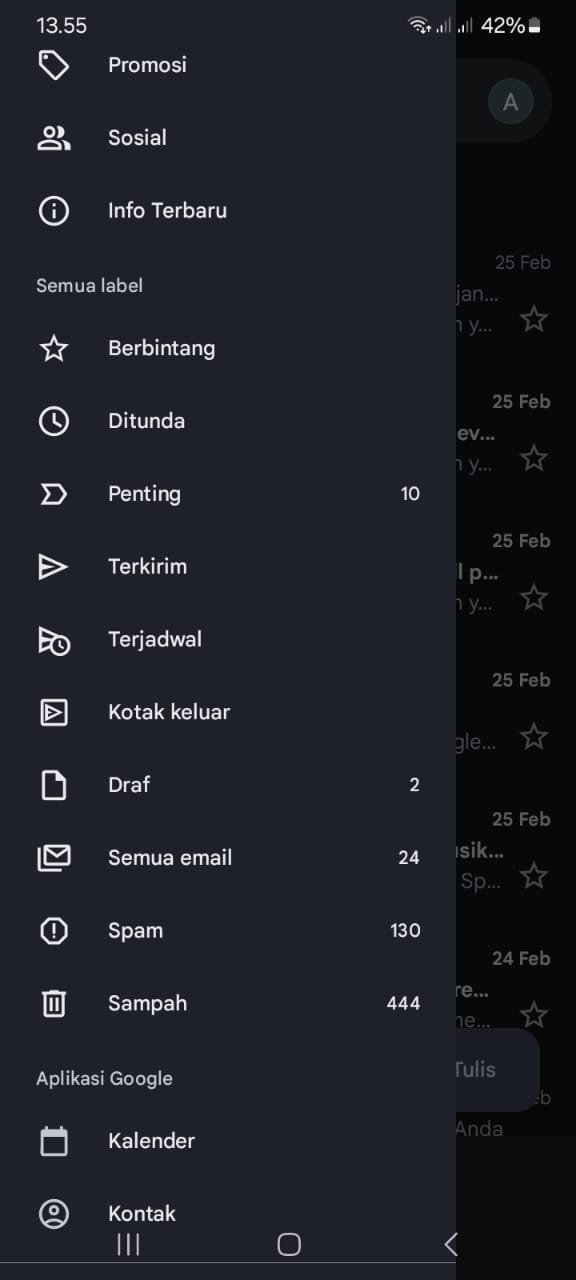 13.55
42%
Promosi
A
Sosial
Info Terbaru
25 Feb
Semua label
jan...
y...
Berbintang
25 Feb
Ditunda
ev...
y...
Penting 10
25 Feb
Terkirim
l p...
y...
Terjadwal
25 Feb
Kotak keluar
gle...
Draf 2
25 Feb
Semua email 24
sik...
Sp...
Spam 130
24 Feb
re...
Sampah 444
ne...
Tulis
Aplikasi Google
eb
Anda
Kalender
Kontak